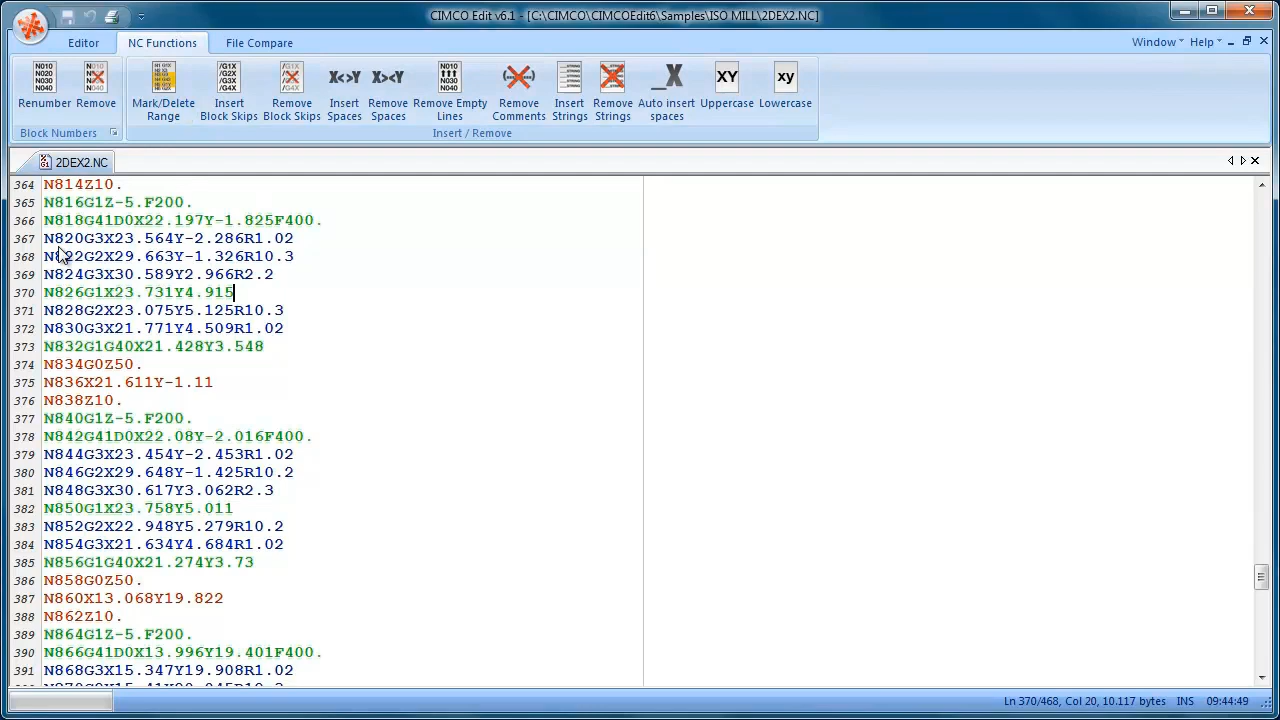 CIMCO Edit v6.1 - [C:\CIMCO\CIMCOEdit6\Samples\ISO MILL\2DEX2.NC]
Editor NC Functions File Compare Window Help
Renumber Remove Mark/Delete Range Insert Block Skips Remove Block Skips Insert Spaces Remove Spaces Remove Empty Lines Remove Comments Insert Strings Remove Strings Auto insert spaces Uppercase Lowercase
Block Numbers Insert / Remove
2DEX2.NC
364 N814Z10.
365 N816G1Z-5.F200.
366 N818G41D0X22.197Y-1.825F400.
367 N820G3X23.564Y-2.286R1.02
368 N822G2X29.663Y-1.326R10.3
369 N824G3X30.589Y2.966R2.2
370 N826G1X23.731Y4.915
371 N828G2X23.075Y5.125R10.3
372 N830G3X21.771Y4.509R1.02
373 N832G1G40X21.428Y3.548
374 N834G0Z50.
375 N836X21.611Y-1.11
376 N838Z10.
377 N840G1Z-5.F200.
378 N842G41D0X22.08Y-2.016F400.
379 N844G3X23.454Y-2.453R1.02
380 N846G2X29.648Y-1.425R10.2
381 N848G3X30.617Y3.062R2.3
382 N850G1X23.758Y5.011
383 N852G2X22.948Y5.279R10.2
384 N854G3X21.634Y4.684R1.02
385 N856G1G40X21.274Y3.73
386 N858G0Z50.
387 N860X13.068Y19.822
388 N862Z10.
389 N864G1Z-5.F200.
390 N866G41D0X13.996Y19.401F400.
391 N868G3X15.347Y19.908R1.02
Ln 370/468, Col 20, 10.117 bytes INS 09:44:49